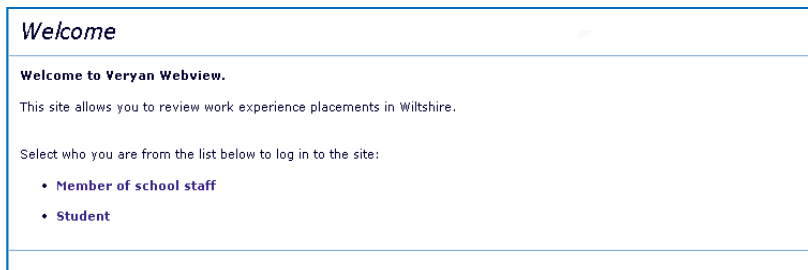 Welcome
Welcome to Veryan Webview.
This site allows you to review work experience placements in Wiltshire.
Select who you are from the list below to log in to the site:
• Member of school staff
• Student